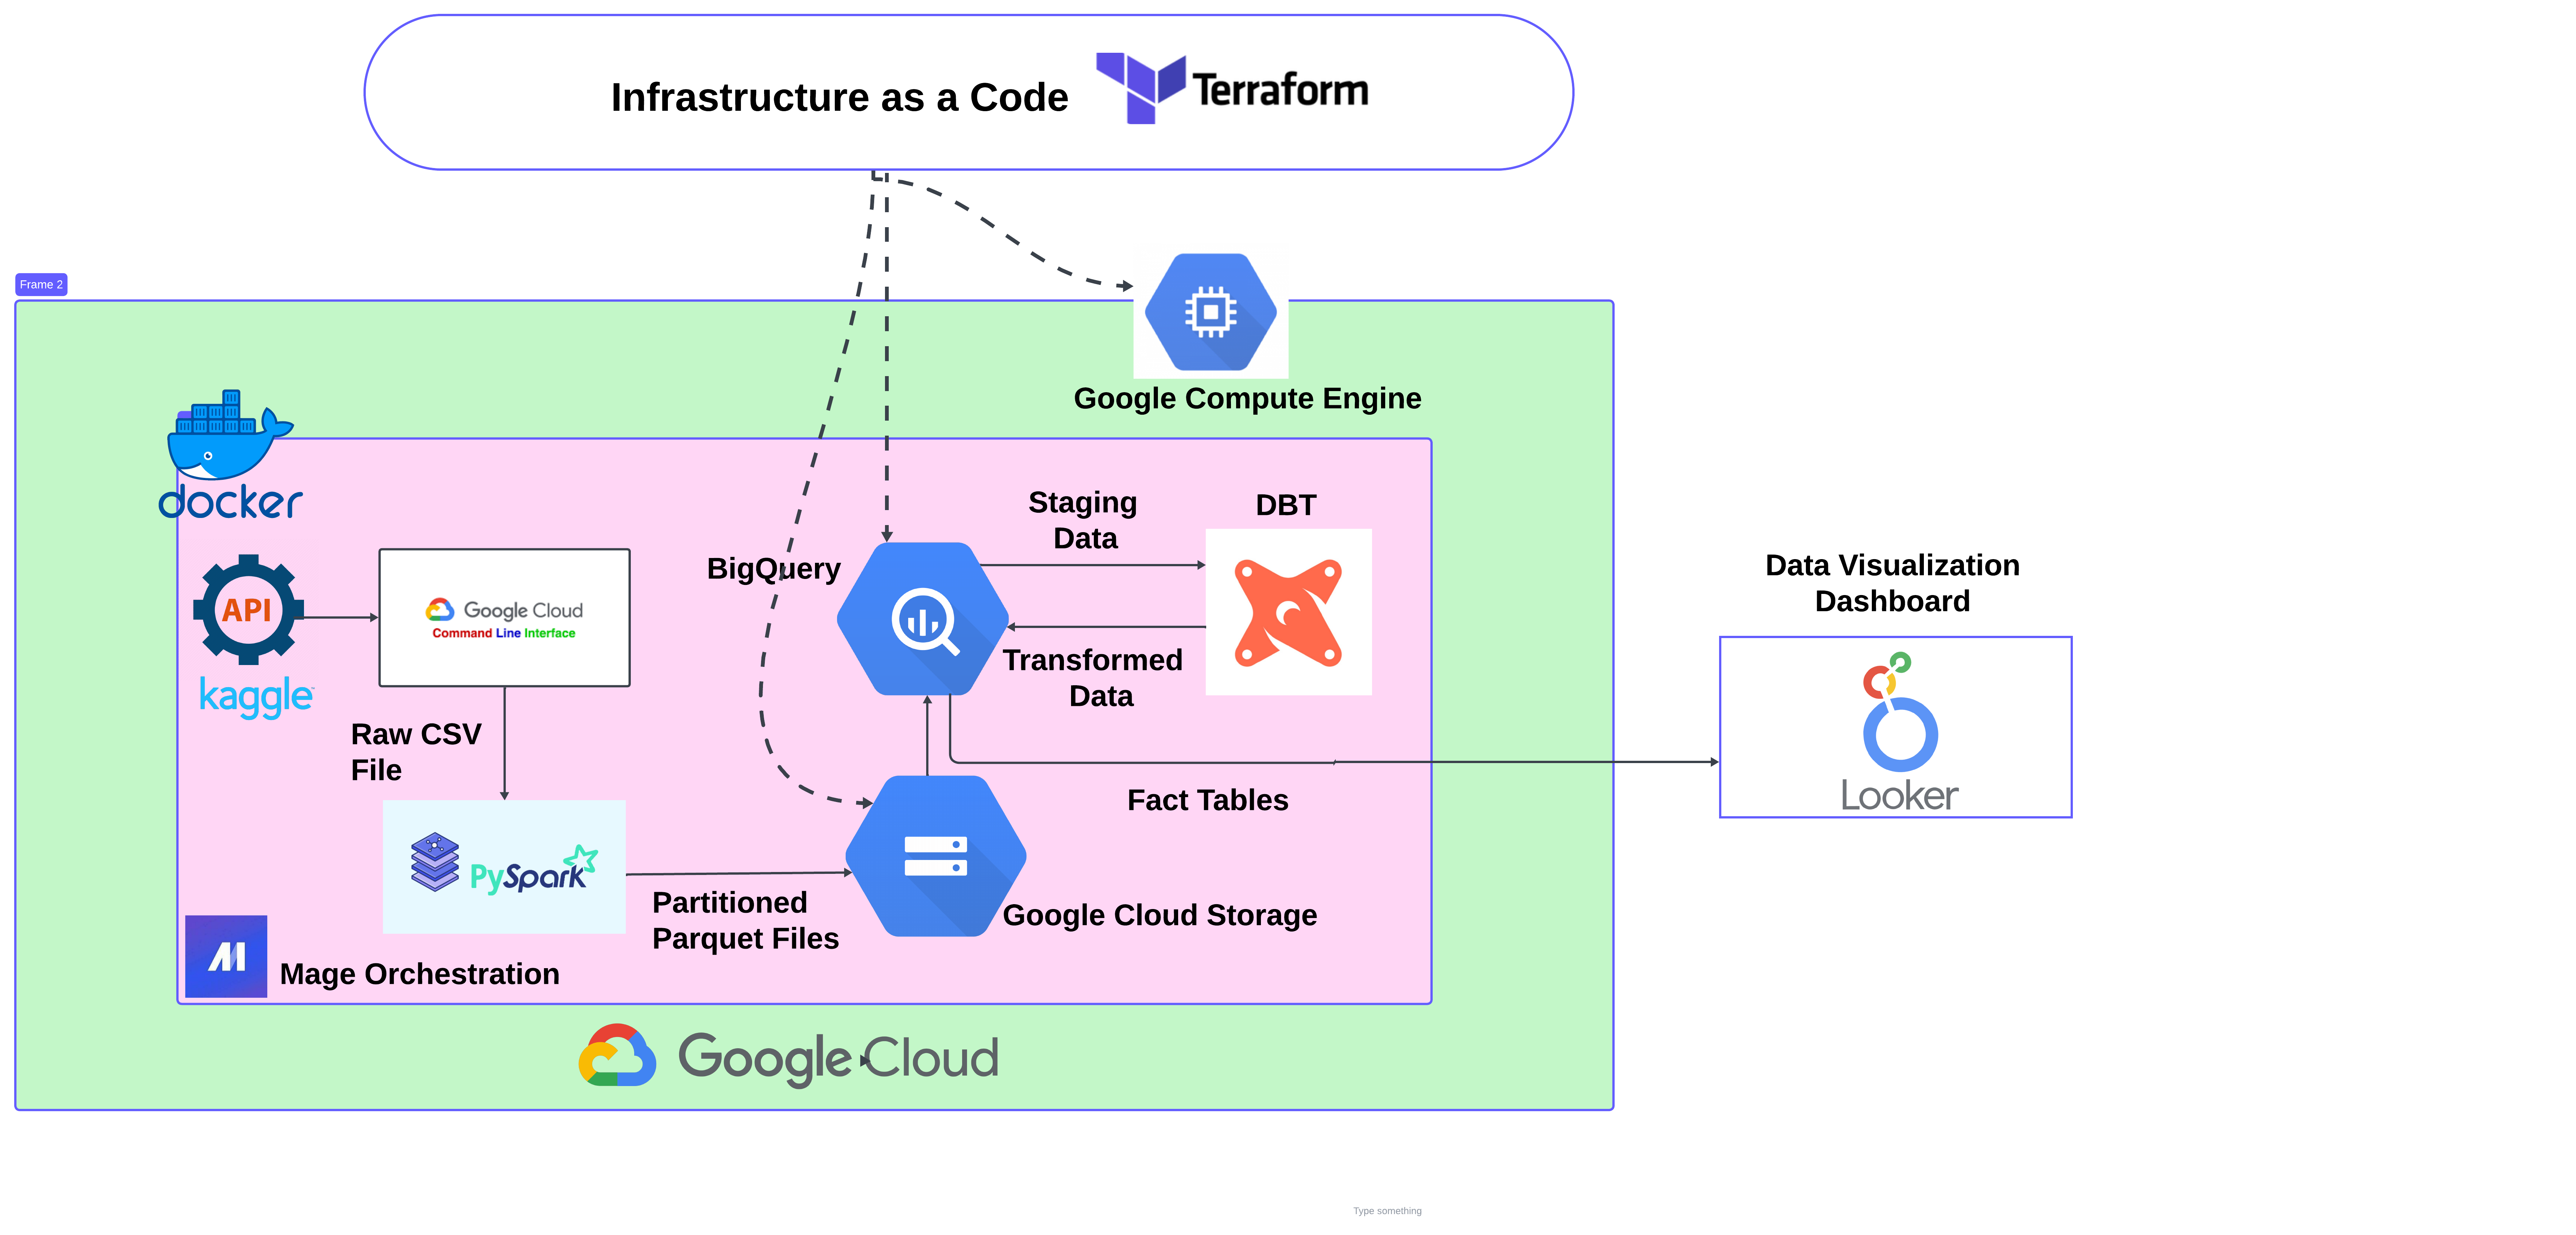 Infrastructure as a Code
Terraform
Frame 2
Google Compute Engine
docker
Staging
Data
DBT
BigQuery
API
kaggle
Google Cloud
Command Line Interface
Transformed
Data
Data Visualization
Dashboard
Looker
Raw CSV
File
Fact Tables
PySpark
Partitioned
Parquet Files
Google Cloud Storage
Mage Orchestration
Google Cloud
Type something